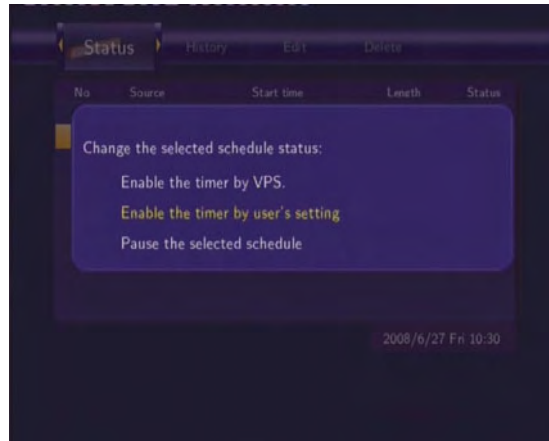 Status History Edit Delete
No Source Start time Length Status
Change the selected schedule status:
Enable the timer by VPS.
Enable the timer by user's setting
Pause the selected schedule
2008/6/27 Fri 10:30